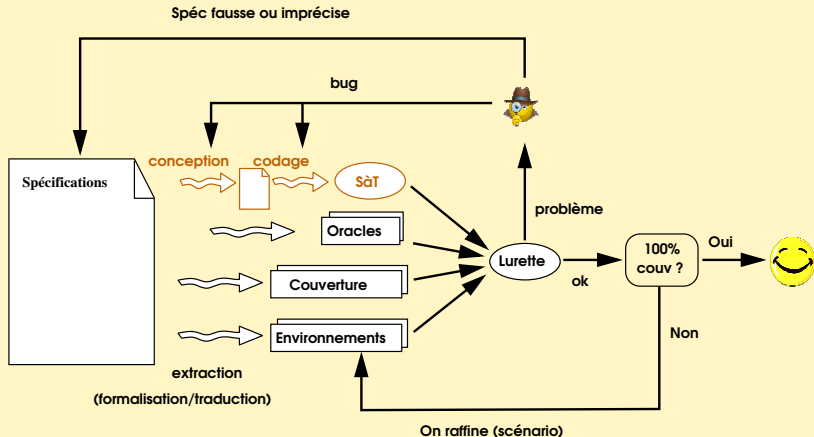 Spéc fausse ou imprécise
bug
conception
codage
Spécifications
SàT
Oracles
problème
Lurette
ok
100%
couv ?
Oui
Couverture
Environnements
Non
extraction
(formalisation/traduction)
On raffine (scénario)